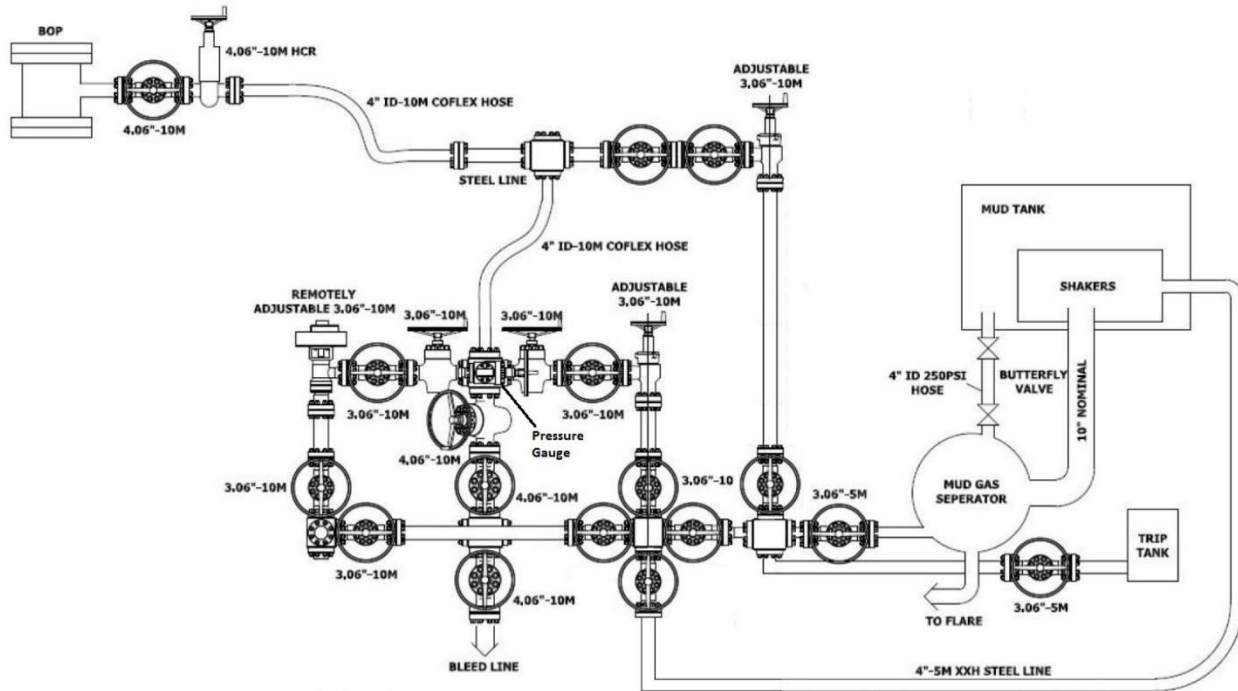 BOP
4.06"-10M HCR
4.06"-10M
4" ID-10M COFLEX HOSE
STEEL LINE
ADJUSTABLE
3.06"-10M
4" ID-10M COFLEX HOSE
MUD TANK
SHAKERS
REMOTELY
ADJUSTABLE 3.06"-10M
3.06"-10M
3.06"-10M
ADJUSTABLE
3.06"-10M
4" ID 250PSI
HOSE
BUTTERFLY
VALVE
10" NOMINAL
3.06"-10M
3.06"-10M
Pressure
Gauge
4.06"-10M
3.06"-10M
4.06"-10M
3.06"-10
3.06"-5M
MUD GAS
SEPERATOR
TRIP
TANK
3.06"-10M
4.06"-10M
3.06"-5M
TO FLARE
BLEED LINE
4"-5M XXH STEEL LINE